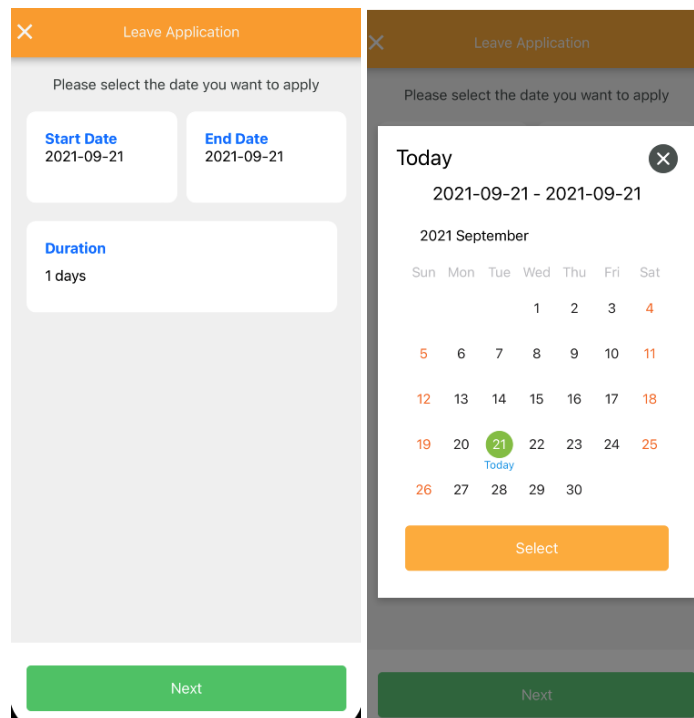 Leave Application
Please select the date you want to apply
Start Date
2021-09-21
End Date
2021-09-21
Duration
1 days
Next
Leave Application
Please select the date you want to apply
Today
2021-09-21 - 2021-09-21
2021 September
Sun Mon Tue Wed Thu Fri Sat
1 2 3 4
5 6 7 8 9 10 11
12 13 14 15 16 17 18
19 20 21 22 23 24 25
Today
26 27 28 29 30
Select
Next